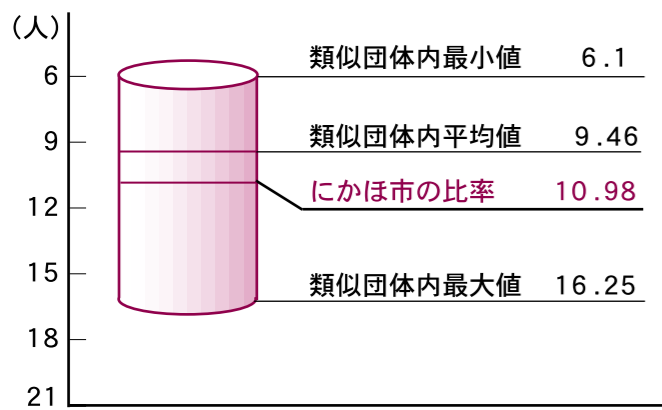 (人)
6
9
12
15
18
21
類似団体内最小値 6.1
類似団体内平均値 9.46
にかほ市の比率 10.98
類似団体内最大値 16.25